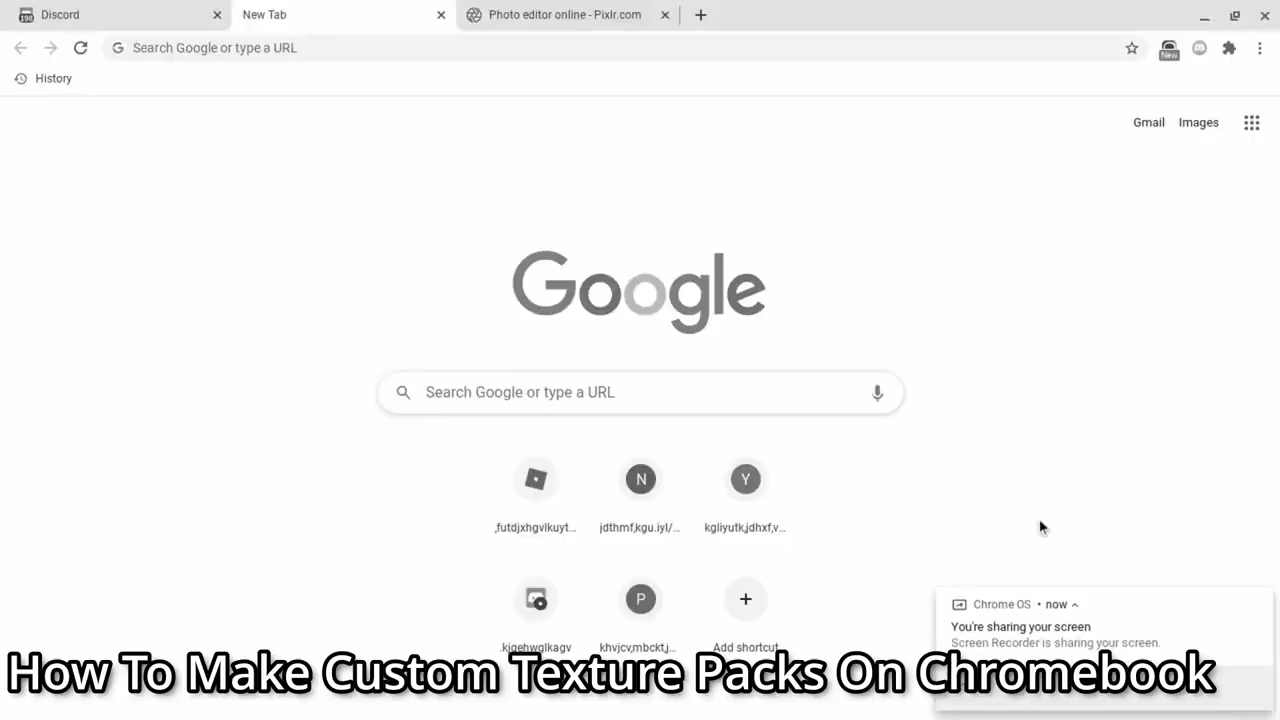 Discord
New Tab
Photo editor online - Pixlr.com
Search Google or type a URL
New
History
Gmail
Images
Google
Search Google or type a URL
N
Y
,futdjxhgvlkuyt...
jdthmf,kgu.iyl/...
kgliyutk,jdhxf,v...
P
.kjgehwglkagv
khvjcv,mbckt,j...
Add shortcut
Chrome OS • now
You're sharing your screen
Screen Recorder is sharing your screen.
How To Make Custom Texture Packs On Chromebook